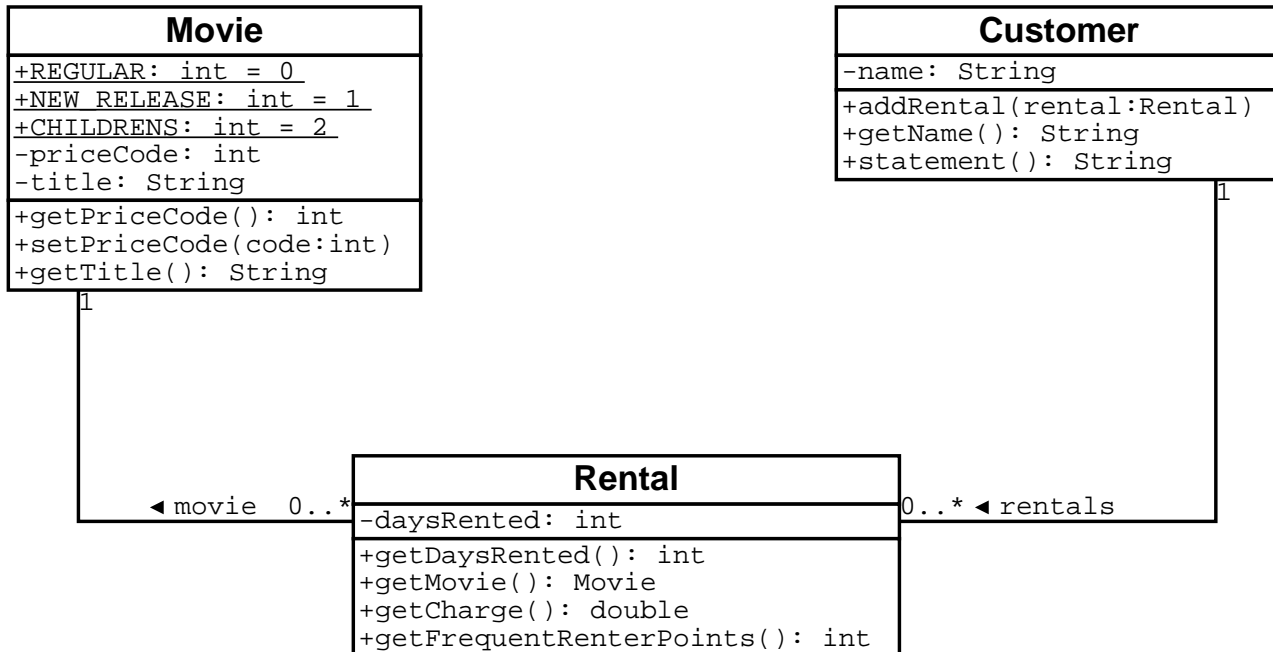 Movie
+REGULAR: int = 0
+NEW_RELEASE: int = 1
+CHILDRENS: int = 2
-priceCode: int
-title: String
+getPriceCode(): int
+setPriceCode(code:int)
+getTitle(): String
1
Customer
-name: String
+addRental(rental:Rental)
+getName(): String
+statement(): String
1
◄ movie 0..*
Rental
-daysRented: int
+getDaysRented(): int
+getMovie(): Movie
+getCharge(): double
+getFrequentRenterPoints(): int
0..* ◄ rentals